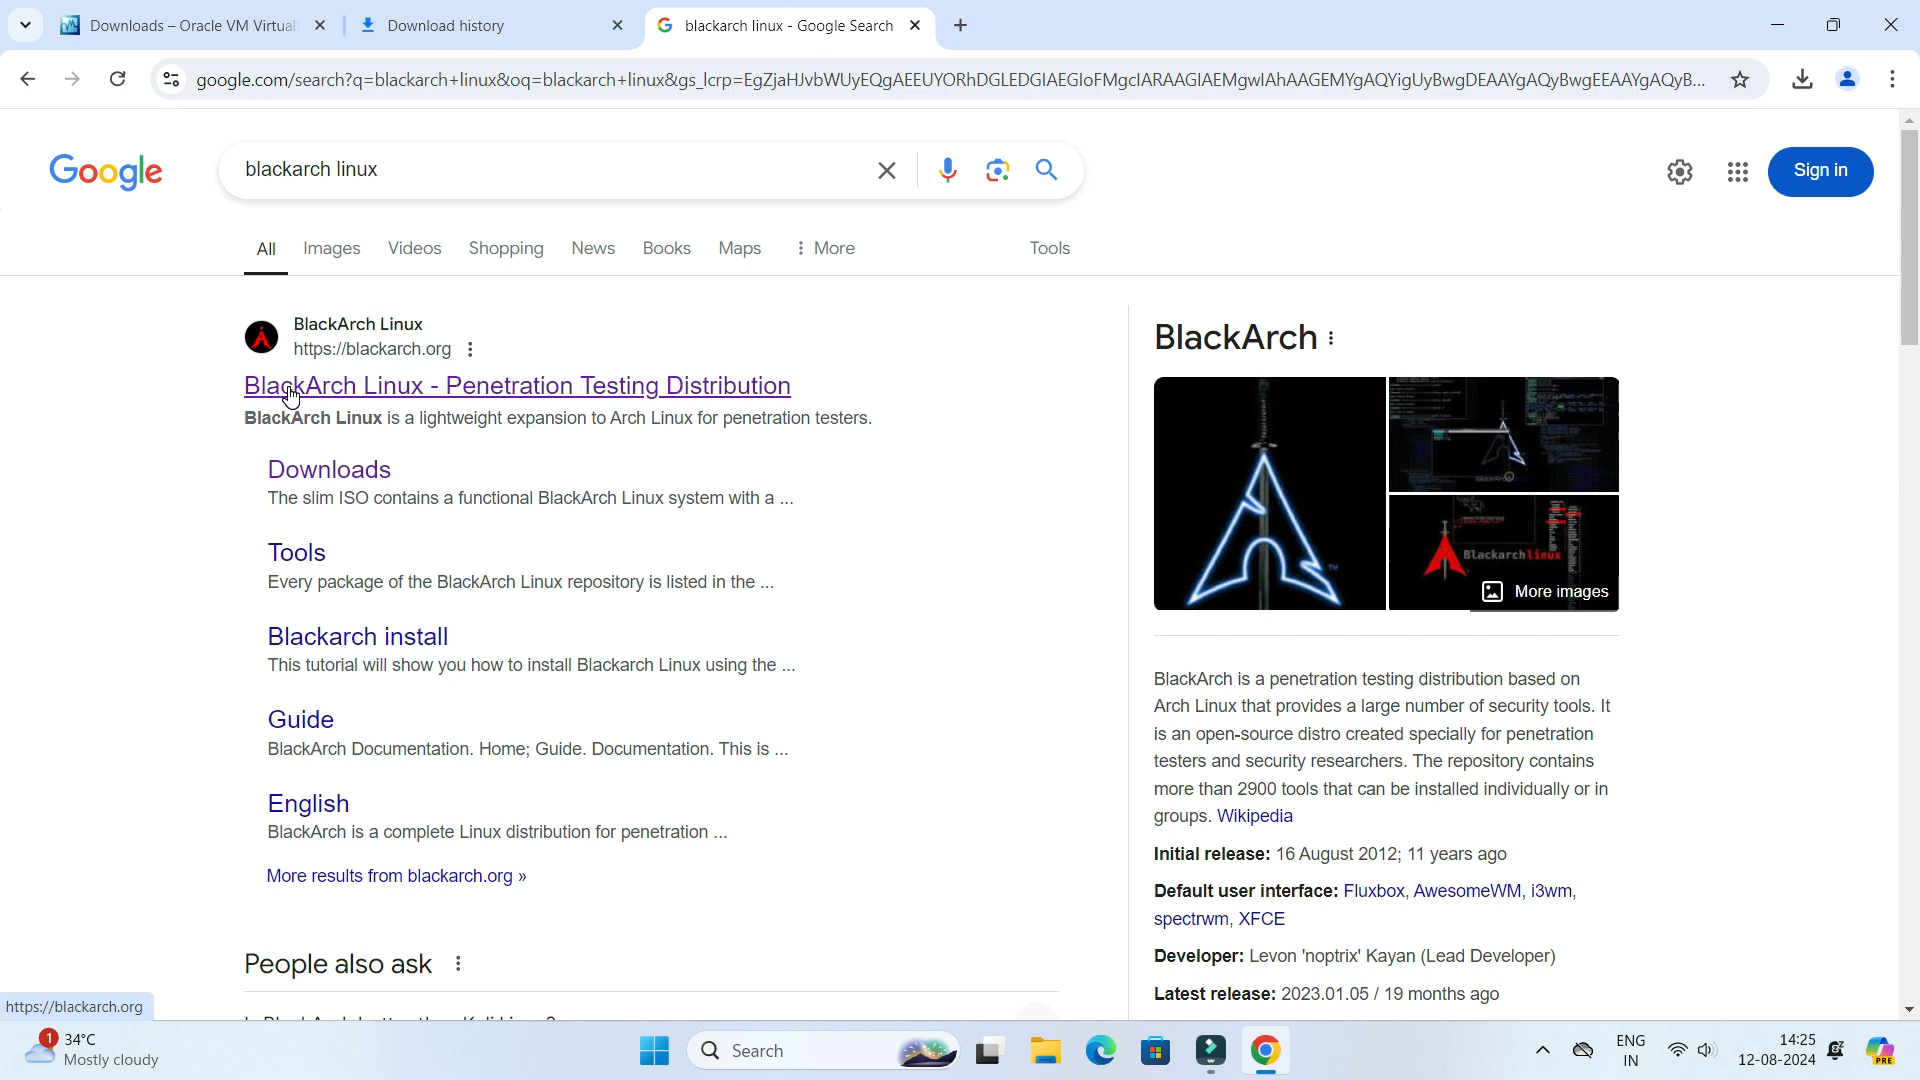 Downloads – Oracle VM Virtual
Download history
blackarch linux - Google Search
google.com/search?q=blackarch+linux&oq=blackarch+linux&gs_lcrp=EgZjaHJvbWUyEQgAEEUYORhDGLEDGIAEGIoFMgcIARAAGIAEMgwIAhAAGEMYgAQYigUyBwgDEAAYgAQyBwgEEAAYgAQyB...
Google
blackarch linux
Sign in
All Images Videos Shopping News Books Maps More Tools
BlackArch Linux
https://blackarch.org
BlackArch Linux - Penetration Testing Distribution
BlackArch Linux is a lightweight expansion to Arch Linux for penetration testers.
Downloads
The slim ISO contains a functional BlackArch Linux system with a ...
Tools
Every package of the BlackArch Linux repository is listed in the ...
Blackarch install
This tutorial will show you how to install Blackarch Linux using the ...
Guide
BlackArch Documentation. Home; Guide. Documentation. This is ...
English
BlackArch is a complete Linux distribution for penetration ...
More results from blackarch.org »
People also ask
BlackArch
Blackarch linux
More images
BlackArch is a penetration testing distribution based on
Arch Linux that provides a large number of security tools. It
is an open-source distro created specially for penetration
testers and security researchers. The repository contains
more than 2900 tools that can be installed individually or in
groups. Wikipedia
Initial release: 16 August 2012; 11 years ago
Default user interface: Fluxbox, AwesomeWM, i3wm,
spectrwm, XFCE
Developer: Levon 'noptrix' Kayan (Lead Developer)
Latest release: 2023.01.05 / 19 months ago
https://blackarch.org
1
34°C
Mostly cloudy
Search
ENG
IN
14:25
12-08-2024
PRE